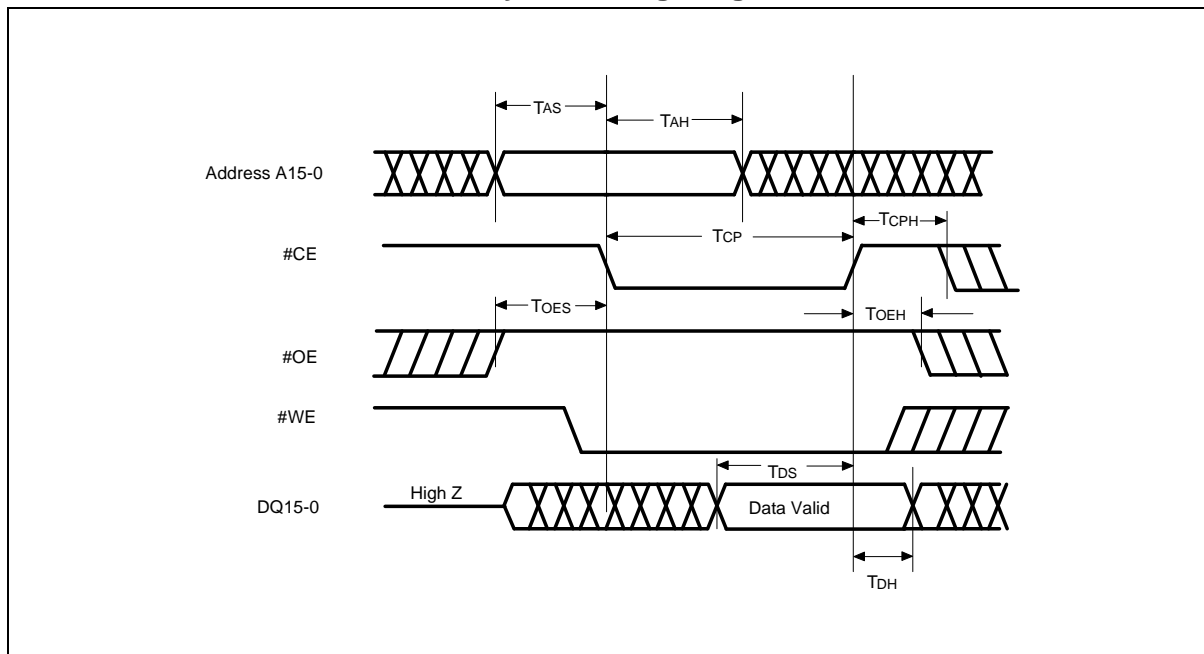 TAS
TAH
Address A15-0
TCPH
TCP
#CE
TOES
TOEH
#OE
#WE
TDS
High Z
Data Valid
DQ15-0
TDH